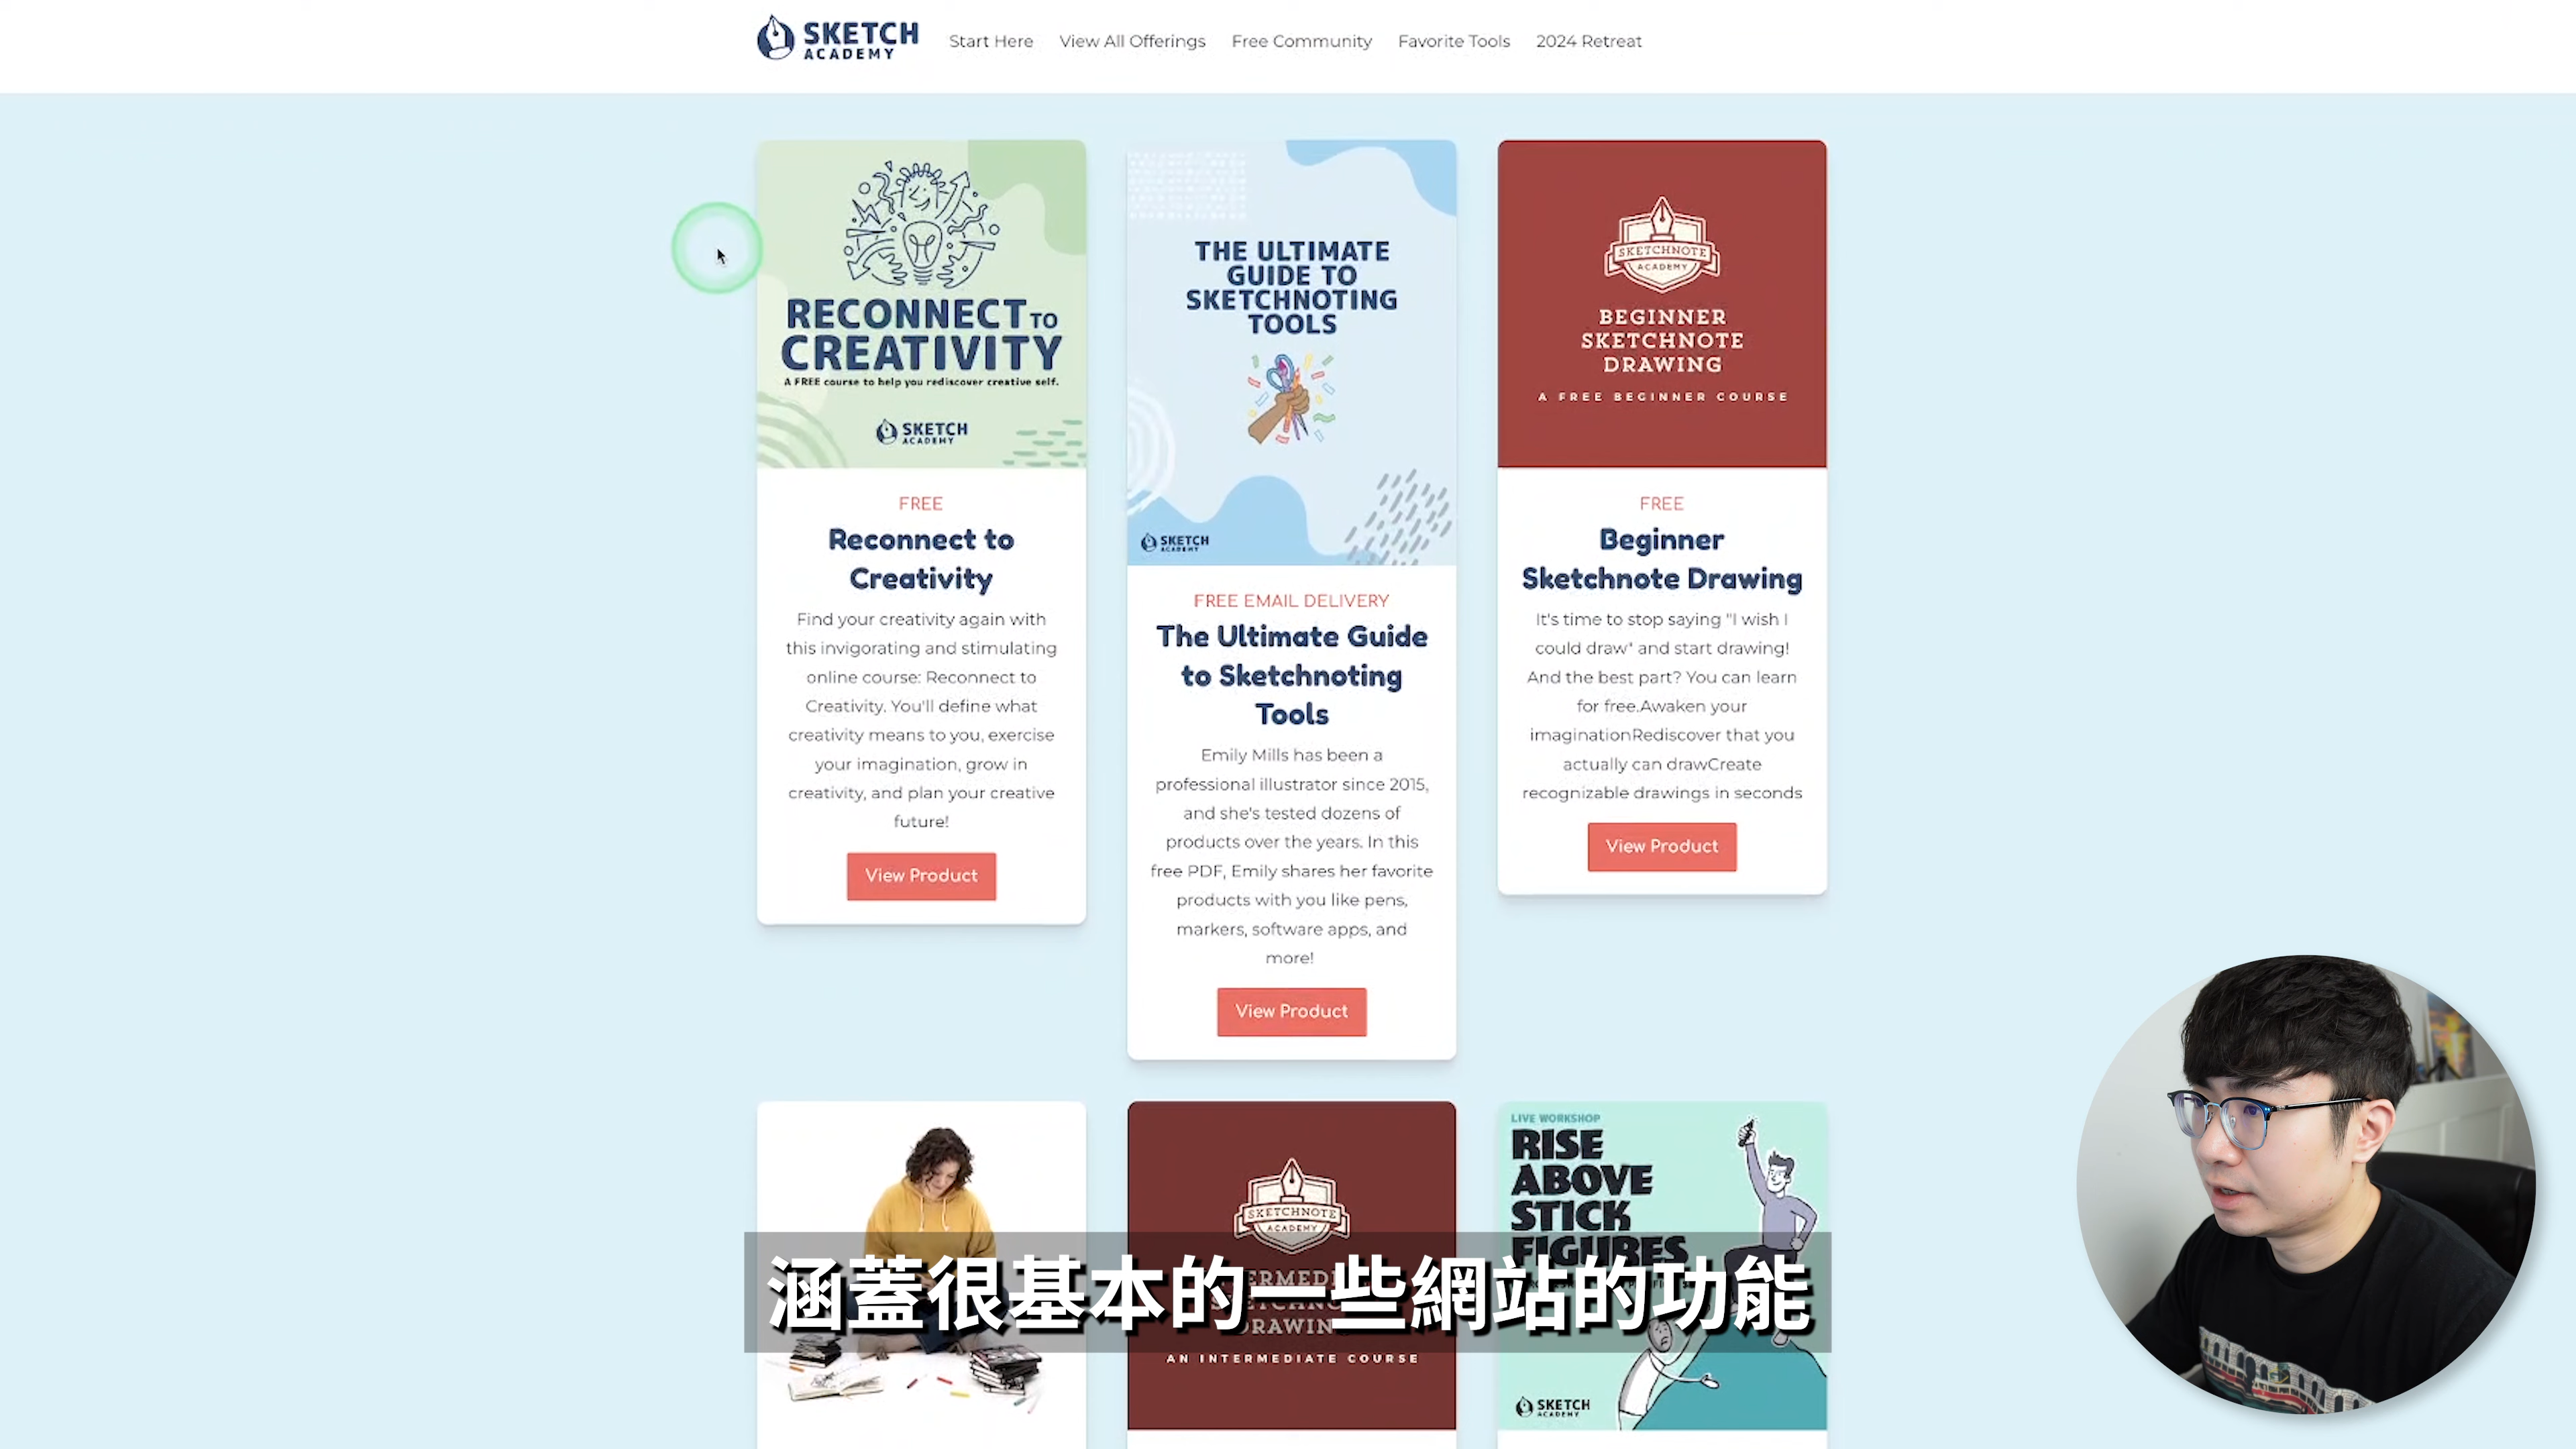 SKETCH
ACADEMY
Start Here
View All Offerings
Free Community
Favorite Tools
2024 Retreat
RECONNECT TO
CREATIVITY
A FREE course to help you rediscover creative self.
SKETCH
ACADEMY
FREE
Reconnect to
Creativity
Find your creativity again with
this invigorating and stimulating
online course: Reconnect to
Creativity. You'll define what
creativity means to you, exercise
your imagination, grow in
creativity, and plan your creative
future!
View Product
THE ULTIMATE
GUIDE TO
SKETCHNOTING
TOOLS
SKETCH
ACADEMY
FREE EMAIL DELIVERY
The Ultimate Guide
to Sketchnoting
Tools
Emily Mills has been a
professional illustrator since 2015,
and she's tested dozens of
products over the years. In this
free PDF, Emily shares her favorite
products with you like pens,
markers, software apps, and
more!
View Product
SKETCHNOTE
ACADEMY
BEGINNER
SKETCHNOTE
DRAWING
A FREE BEGINNER COURSE
FREE
Beginner
Sketchnote Drawing
It's time to stop saying "I wish I
could draw" and start drawing!
And the best part? You can learn
for free.Awaken your
imaginationRediscover that you
actually can drawCreate
recognizable drawings in seconds
View Product
SKETCHNOTE
ACADEMY
AN INTERMEDIATE COURSE
LIVE WORKSHOP
RISE
ABOVE
STICK
FIGURES
SKETCH
ACADEMY
涵蓋很基本的一些網站的功能